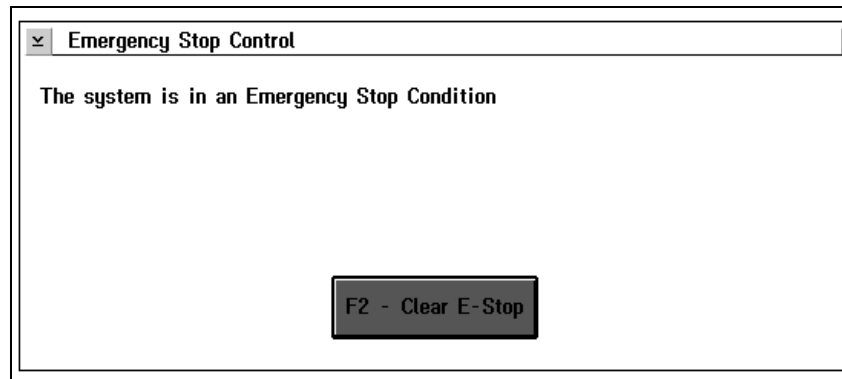 Emergency Stop Control
The system is in an Emergency Stop Condition
F2 - Clear E-Stop